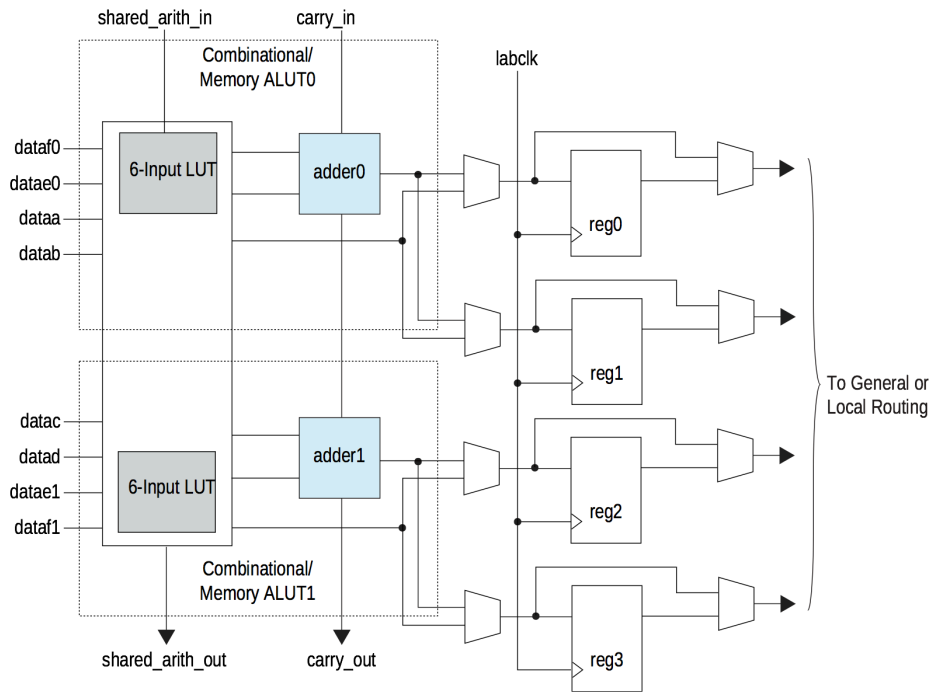 shared_arith_in
carry_in
Combinational/
Memory ALUT0
labclk
dataf0
datae0
dataa
datab
6-Input LUT
adder0
reg0
reg1
To General or
Local Routing
datac
datad
datae1
dataf1
6-Input LUT
adder1
reg2
Combinational/
Memory ALUT1
reg3
shared_arith_out
carry_out